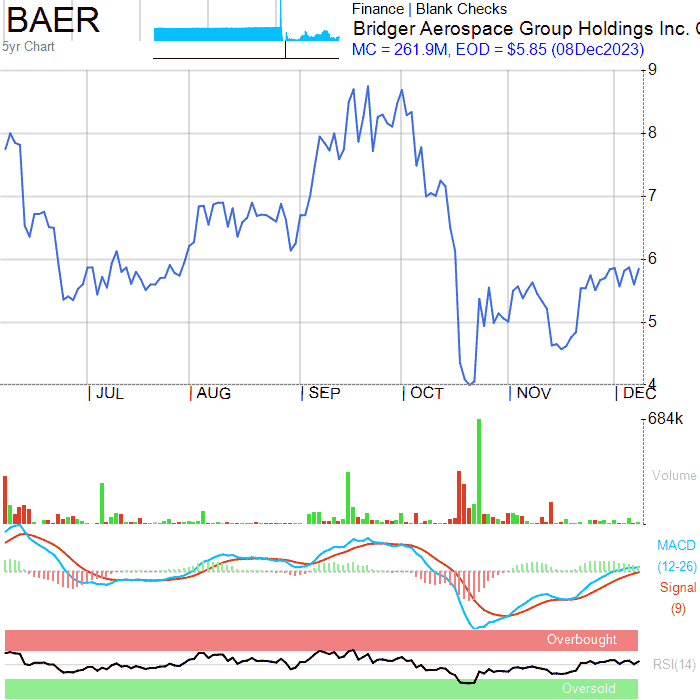 BAER
5yr Chart
Finance | Blank Checks
Bridger Aerospace Group Holdings Inc. C
MC = 261.9M, EOD = $5.85 (08Dec2023)
9
8
7
6
5
4
JUL AUG SEP OCT NOV DEC
684k
Volume
MACD
(12-26)
Signal
(9)
Overbought
RSI(14)
Oversold